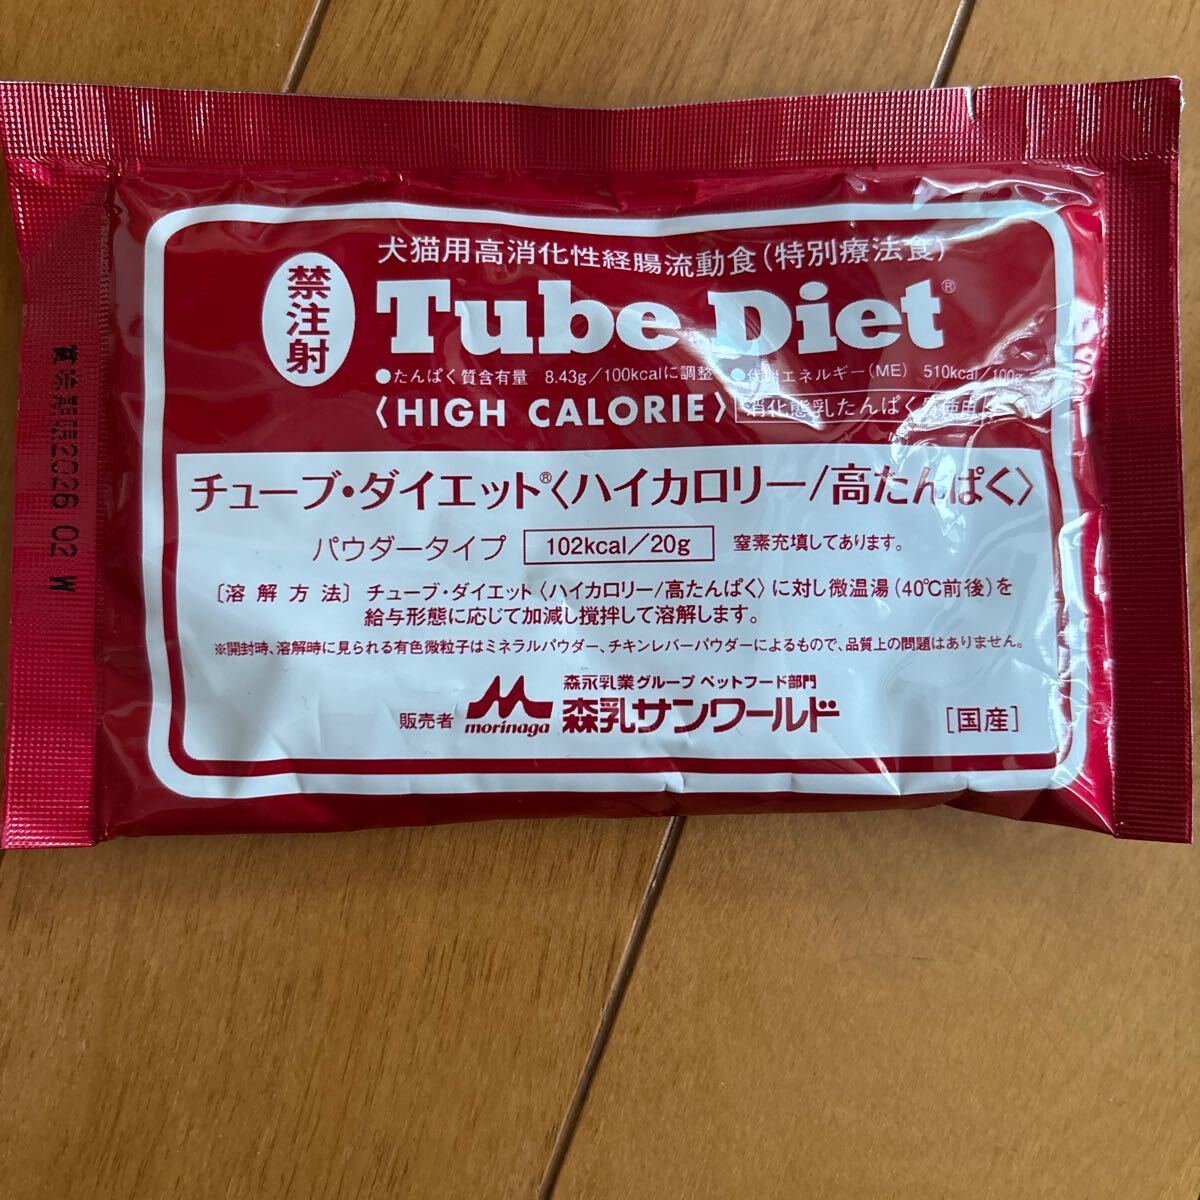 犬猫用高消化性経腸流動食（特別療法食）
禁注射
Tube Diet®
●たんぱく質含有量 8.43g／100kcalに調整 ●代謝エネルギー（ME） 510kcal／100g
〈HIGH CALORIE〉 消化態乳たんぱく質使用
チューブ・ダイエット®〈ハイカロリー/高たんぱく〉
パウダータイプ 102kcal／20g 窒素充填してあります。
〔溶解方法〕 チューブ・ダイエット〈ハイカロリー/高たんぱく〉に対し微温湯（40℃前後）を
給与形態に応じて加減し撹拌して溶解します。
※開封時、溶解時に見られる有色微粒子はミネラルパウダー、チキンレバーパウダーによるもので、品質上の問題はありません。
森永乳業グループ ペットフード部門
販売者 morinaga 森乳サンワールド ［国産］
賞味期限2026 02 W